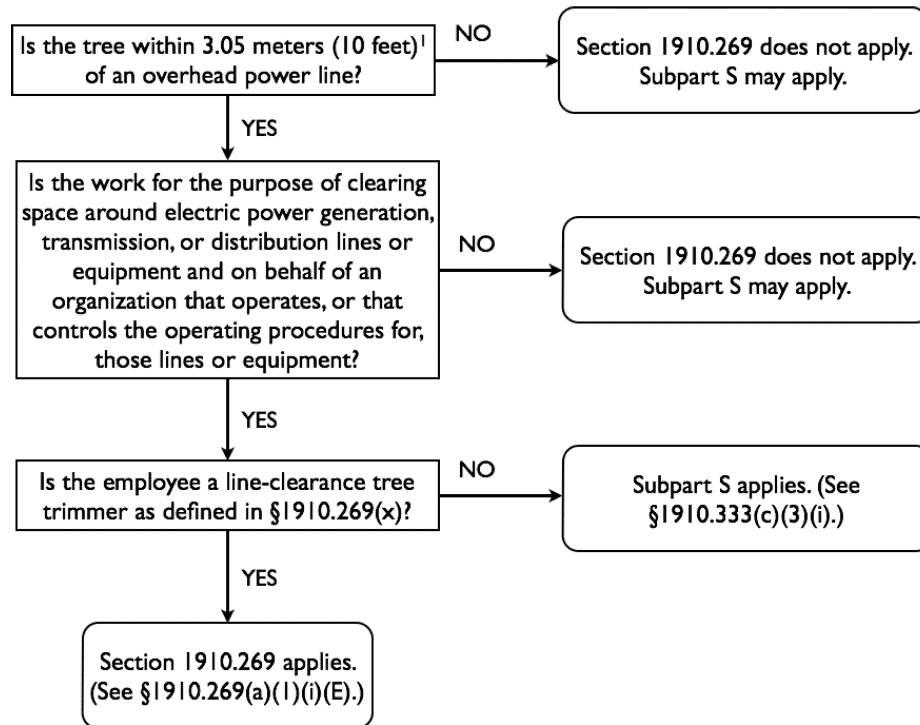 Is the tree within 3.05 meters (10 feet)¹
of an overhead power line?
NO
Section 1910.269 does not apply.
Subpart S may apply.
YES
Is the work for the purpose of clearing
space around electric power generation,
transmission, or distribution lines or
equipment and on behalf of an
organization that operates, or that
controls the operating procedures for,
those lines or equipment?
NO
Section 1910.269 does not apply.
Subpart S may apply.
YES
Is the employee a line-clearance tree
trimmer as defined in §1910.269(x)?
NO
Subpart S applies. (See
§1910.333(c)(3)(i).)
YES
Section 1910.269 applies.
(See §1910.269(a)(1)(i)(E).)